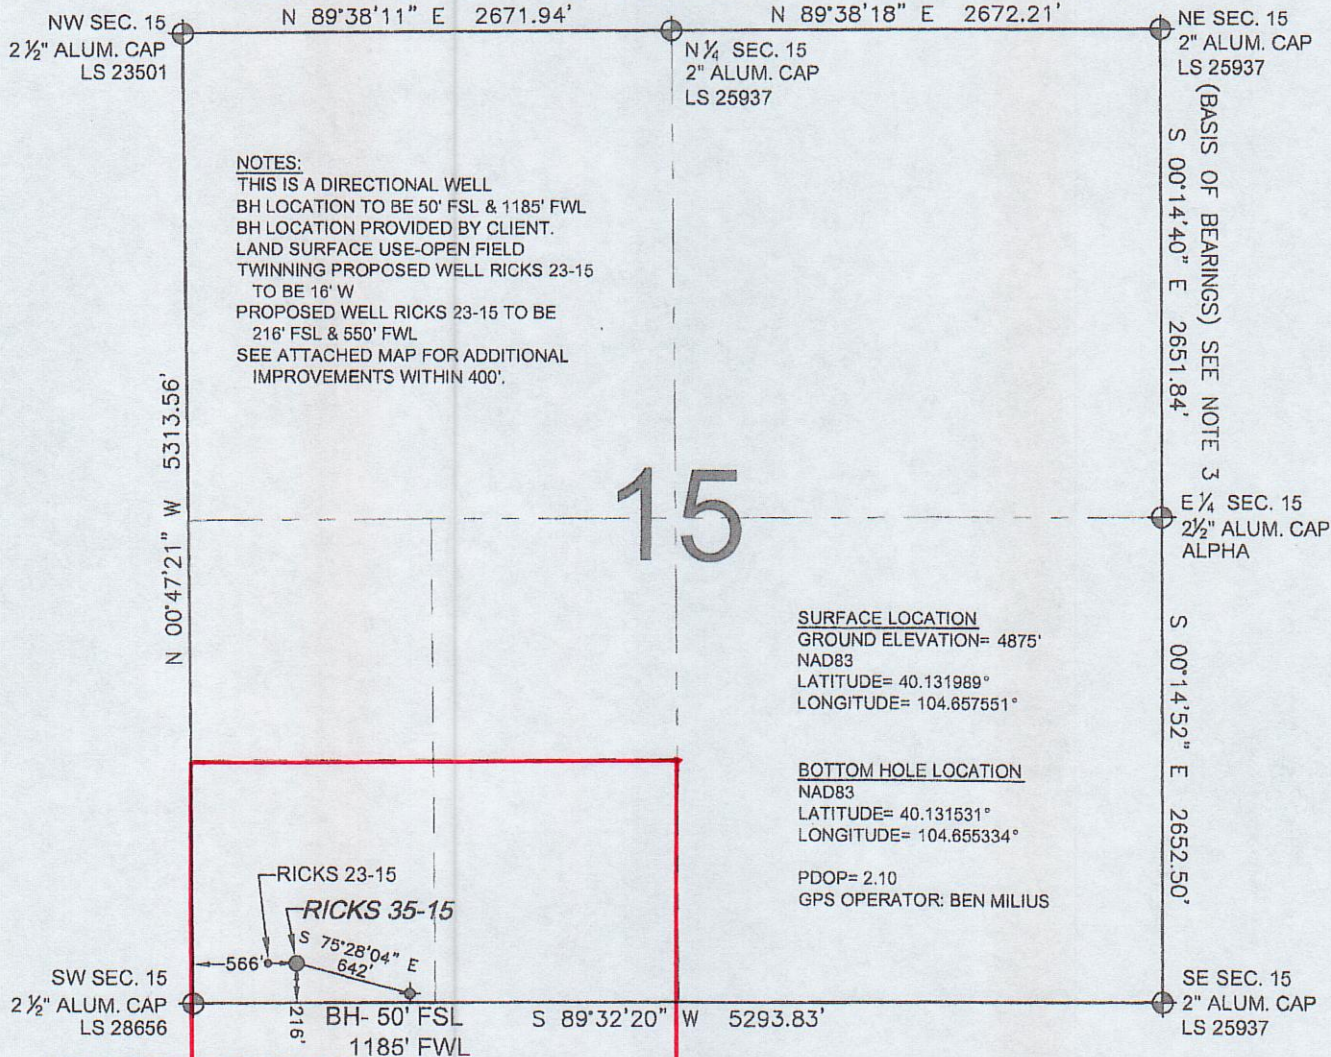 N 89°38'11" E 2671.94'
N 89°38'18" E 2672.21'
NW SEC. 15
2 ½" ALUM. CAP
LS 23501
N ¼ SEC. 15
2" ALUM. CAP
LS 25937
NE SEC. 15
2" ALUM. CAP
LS 25937
(BASIS OF BEARINGS) SEE NOTE 3
S 00°14'40" E 2651.84'
NOTES:
THIS IS A DIRECTIONAL WELL
BH LOCATION TO BE 50' FSL & 1185' FWL
BH LOCATION PROVIDED BY CLIENT.
LAND SURFACE USE-OPEN FIELD
TWINNING PROPOSED WELL RICKS 23-15
TO BE 16' W
PROPOSED WELL RICKS 23-15 TO BE
216' FSL & 550' FWL
SEE ATTACHED MAP FOR ADDITIONAL
IMPROVEMENTS WITHIN 400'.
N 00°47'21" W 5313.56'
15
E ¼ SEC. 15
2½" ALUM. CAP
ALPHA
SURFACE LOCATION
GROUND ELEVATION= 4875'
NAD83
LATITUDE= 40.131989°
LONGITUDE= 104.657551°
BOTTOM HOLE LOCATION
NAD83
LATITUDE= 40.131531°
LONGITUDE= 104.655334°
PDOP= 2.10
GPS OPERATOR: BEN MILIUS
S 00°14'52" E 2652.50'
RICKS 23-15
RICKS 35-15
S 75°28'04" E
642'
566'
216'
SW SEC. 15
2 ½" ALUM. CAP
LS 28656
BH- 50' FSL
1185' FWL
S 89°32'20" W 5293.83'
SE SEC. 15
2" ALUM. CAP
LS 25937